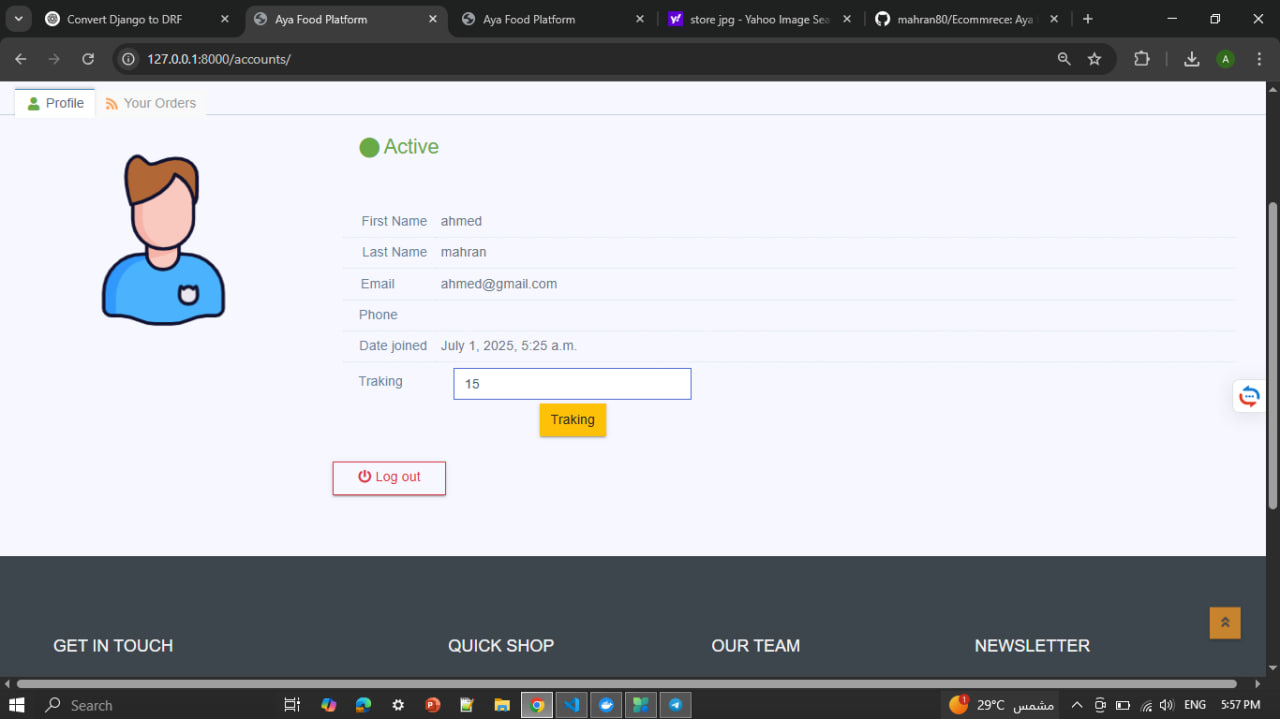 Convert Django to DRF
Aya Food Platform
Aya Food Platform
store jpg - Yahoo Image Sea
mahran80/Ecommrece: Aya
127.0.0.1:8000/accounts/
A
Profile
Your Orders
Active
First Name ahmed
Last Name mahran
Email ahmed@gmail.com
Phone
Date joined July 1, 2025, 5:25 a.m.
Traking 15
Traking
Log out
GET IN TOUCH
QUICK SHOP
OUR TEAM
NEWSLETTER
Search
1
29°C مشمس
ENG
5:57 PM